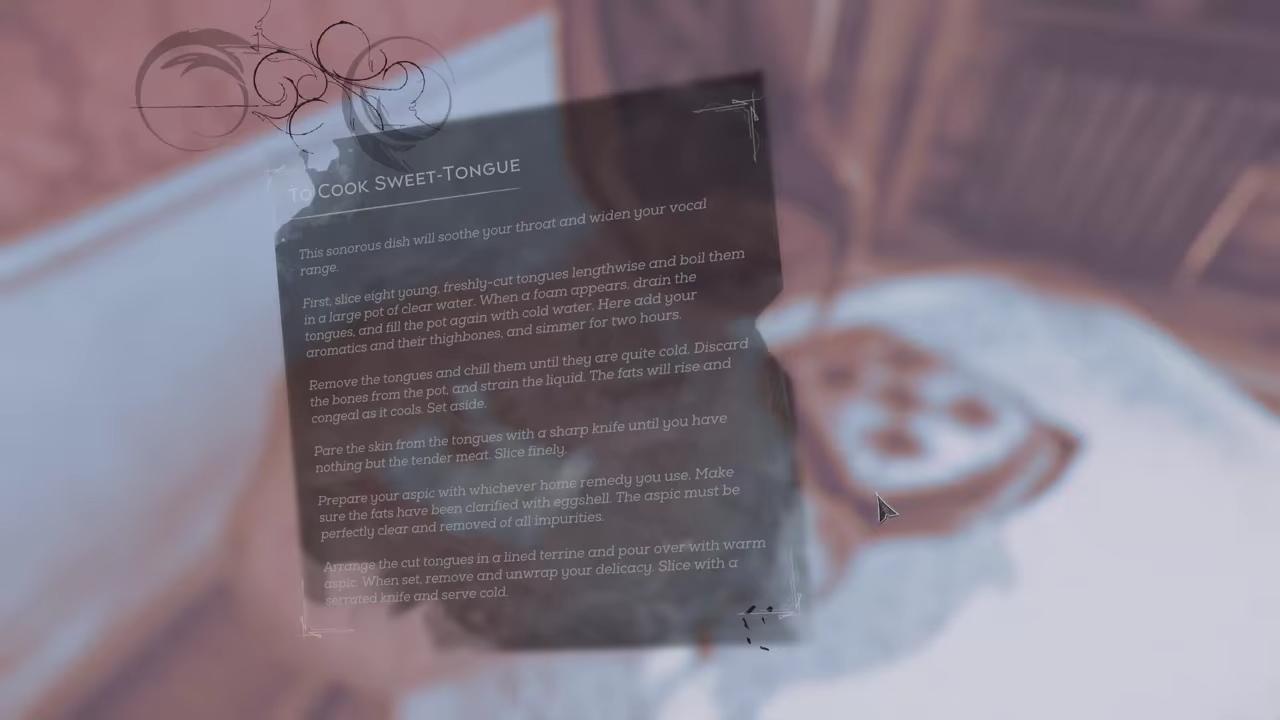 To Cook Sweet-Tongue
This sonorous dish will soothe your throat and widen your vocal
range.
First, slice eight young, freshly-cut tongues lengthwise and boil them
in a large pot of clear water. When a foam appears, drain the
tongues, and fill the pot again with cold water. Here add your
aromatics and their thighbones, and simmer for two hours.
Remove the tongues and chill them until they are quite cold. Discard
the bones from the pot, and strain the liquid. The fats will rise and
congeal as it cools. Set aside.
Pare the skin from the tongues with a sharp knife until you have
nothing but the tender meat. Slice finely.
Prepare your aspic with whichever home remedy you use. Make
sure the fats have been clarified with eggshell. The aspic must be
perfectly clear and removed of all impurities.
Arrange the cut tongues in a lined terrine and pour over with warm
aspic. When set, remove and unwrap your delicacy. Slice with a
serrated knife and serve cold.